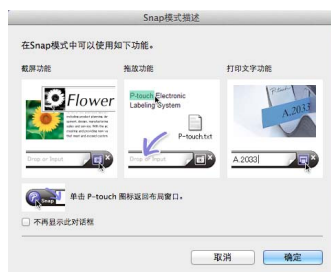 Snap模式描述
在Snap模式中可以使用如下功能。
截屏功能
拖放功能
打印文字功能
Flower
P-touch Electronic
Labeling System
P-touch.txt
A.2033
Drop or Input
Drop or Input
A.2033
Snap
单击 P-touch 图标返回布局窗口。
不再显示此对话框
取消
确定